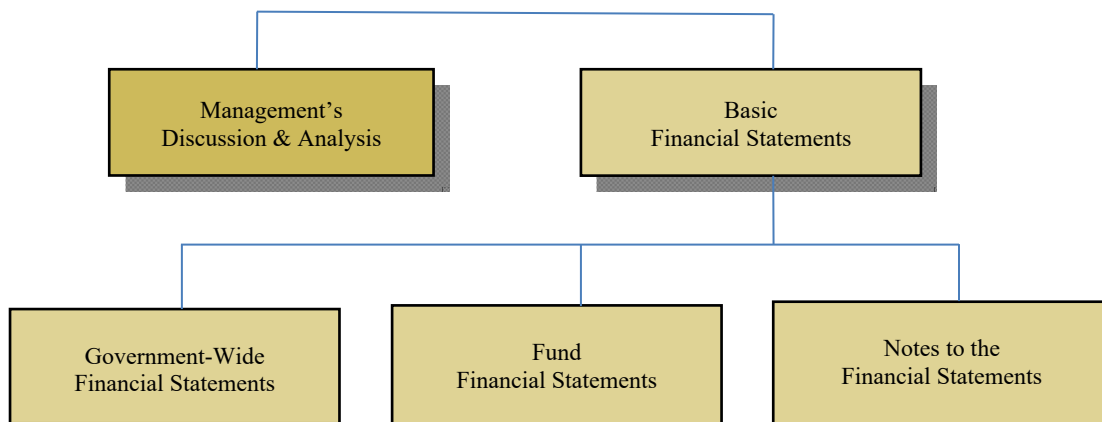 Management’s
Discussion & Analysis
Basic
Financial Statements
Government-Wide
Financial Statements
Fund
Financial Statements
Notes to the
Financial Statements